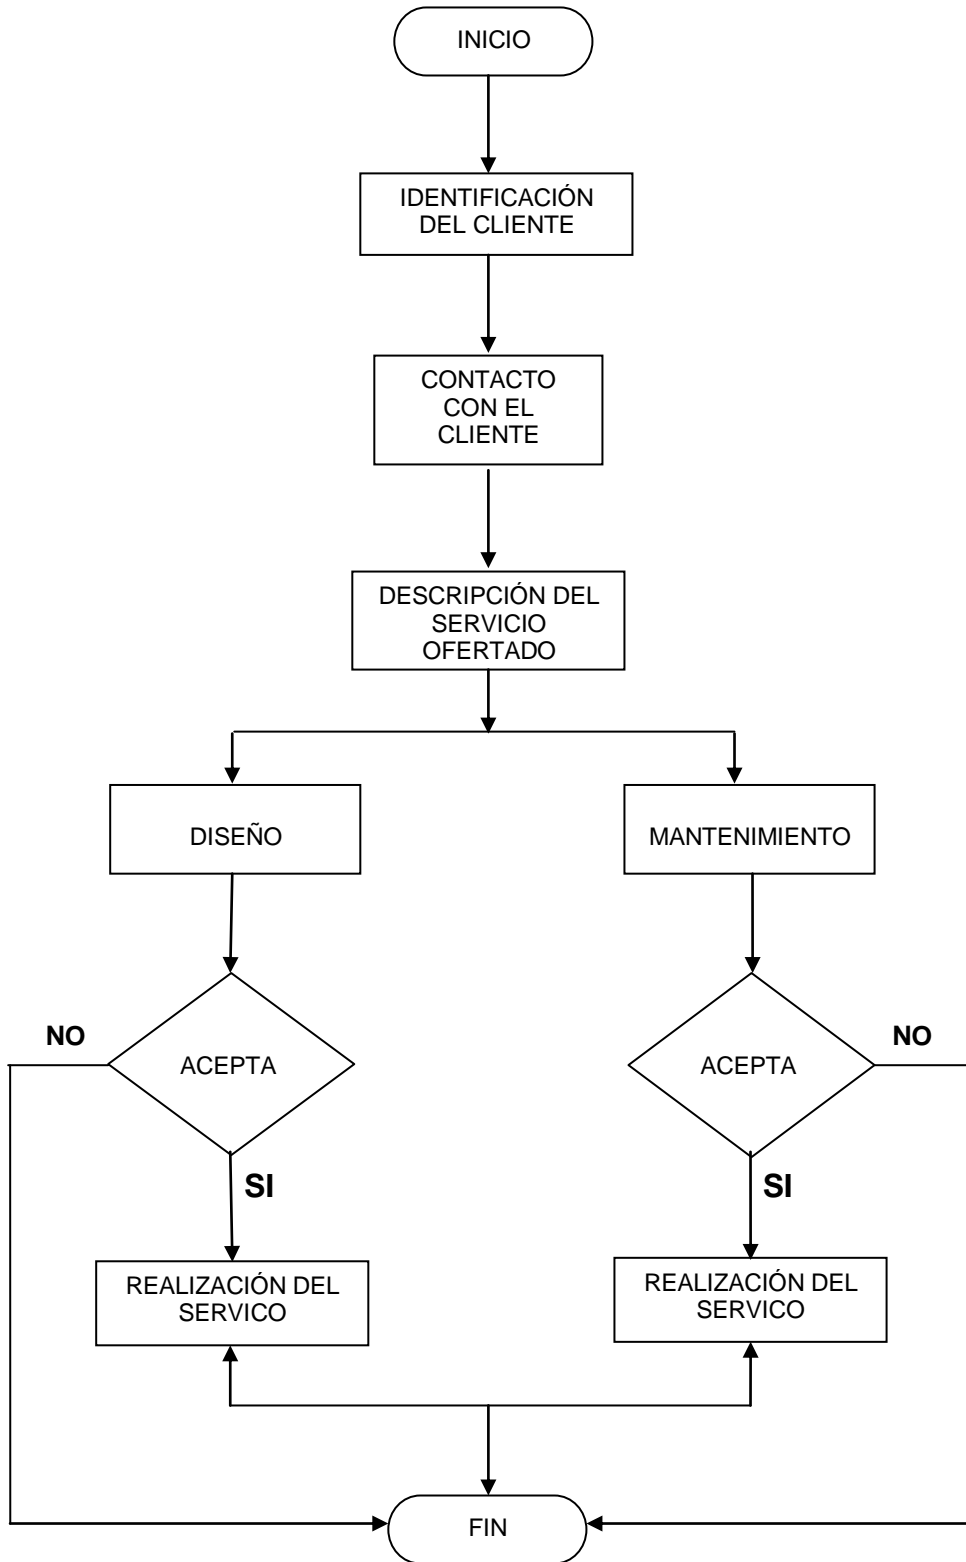 INICIO
IDENTIFICACIÓN
DEL CLIENTE
CONTACTO
CON EL
CLIENTE
DESCRIPCIÓN DEL
SERVICIO
OFERTADO
DISEÑO
MANTENIMIENTO
NO
ACEPTA
ACEPTA
NO
SI
SI
REALIZACIÓN DEL
SERVICO
REALIZACIÓN DEL
SERVICO
FIN